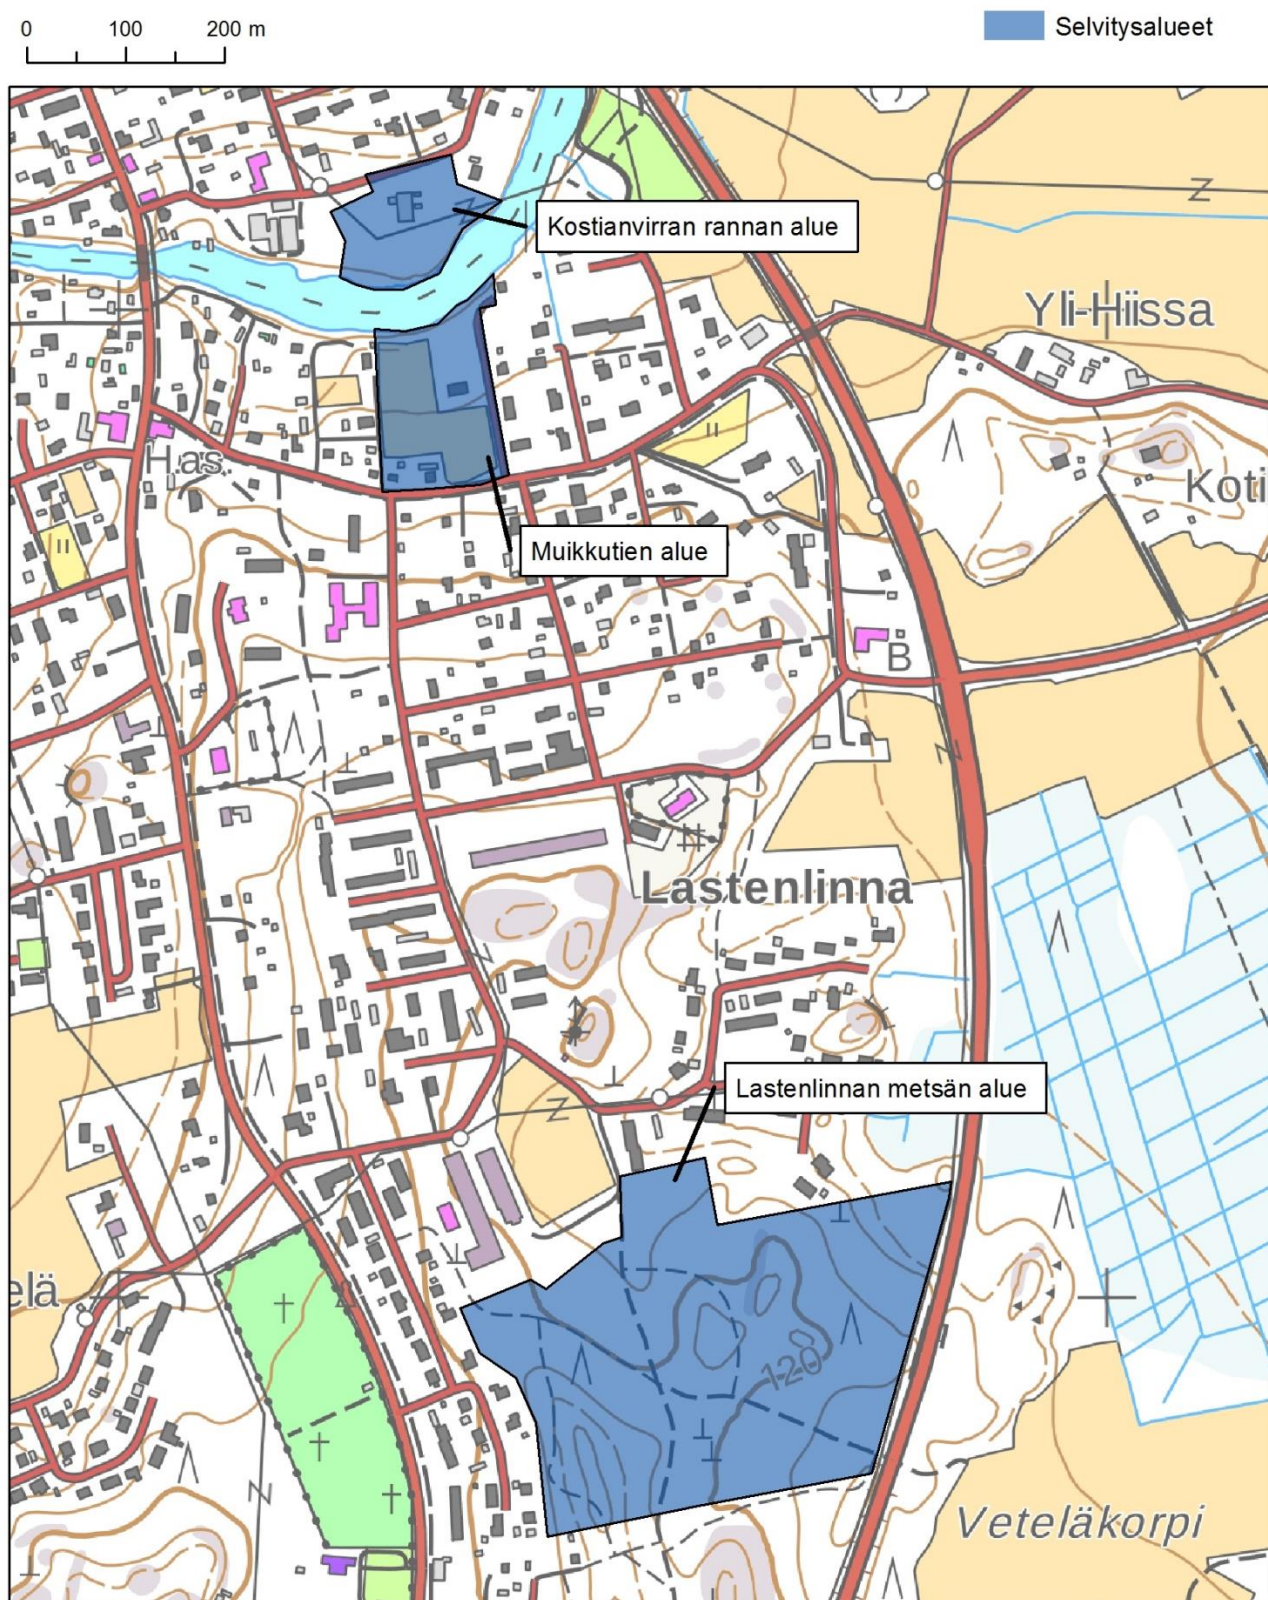 0 100 200 m
Selvitysalueet
Kostianvirran rannan alue
Yli-Hiissa
H.as.
Koti
Muikkutien alue
B
Lastenlinna
Lastenlinnan metsän alue
elä
120
Veteläkorpi